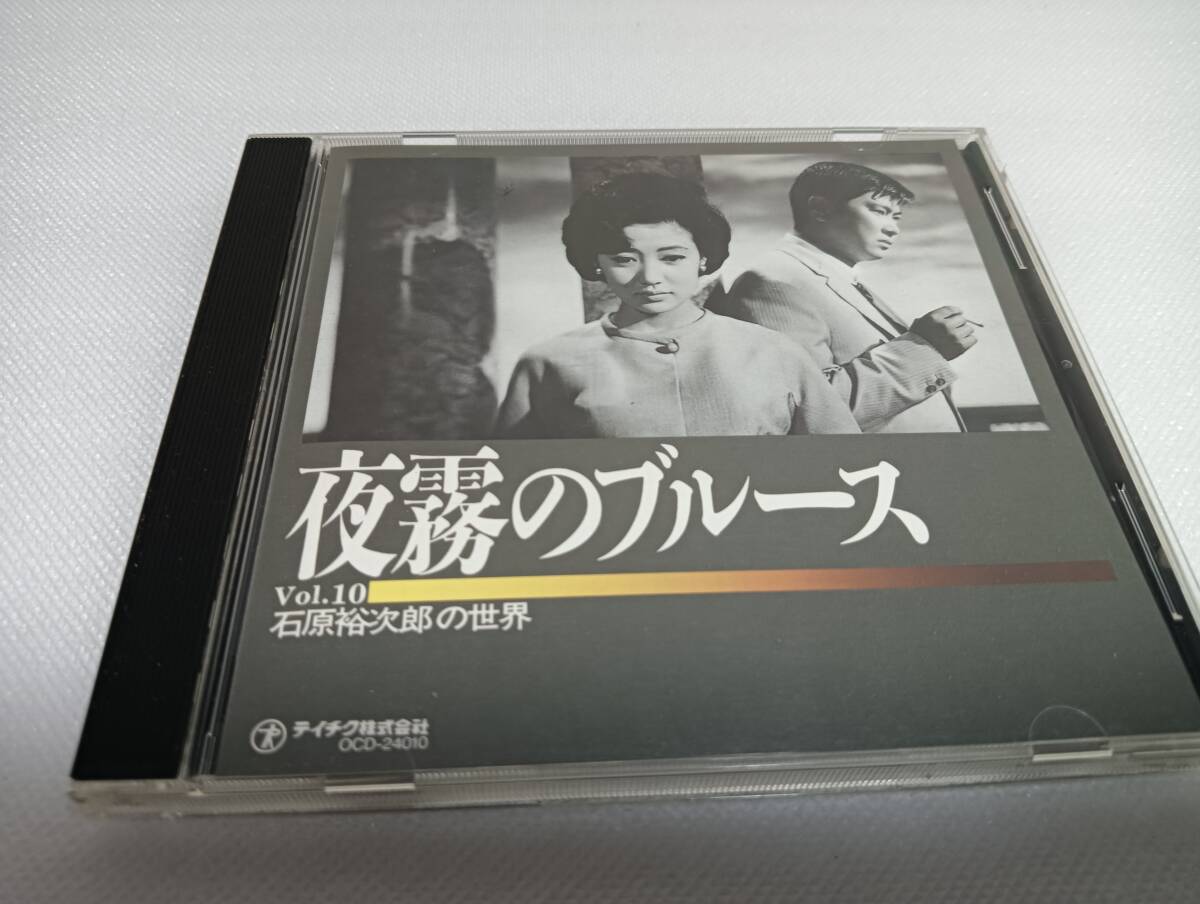 夜霧のブルース
Vol.10
石原裕次郎の世界
テイチク株式会社
OCD-24010